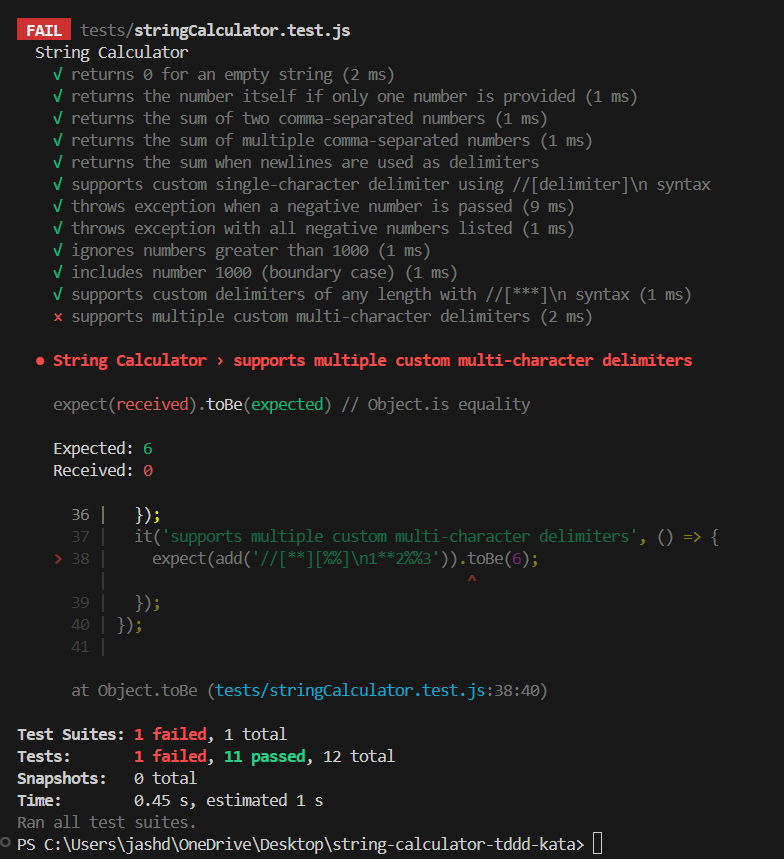 FAIL tests/stringCalculator.test.js
String Calculator
√ returns 0 for an empty string (2 ms)
√ returns the number itself if only one number is provided (1 ms)
√ returns the sum of two comma-separated numbers (1 ms)
√ returns the sum of multiple comma-separated numbers (1 ms)
√ returns the sum when newlines are used as delimiters
√ supports custom single-character delimiter using //[delimiter]\n syntax
√ throws exception when a negative number is passed (9 ms)
√ throws exception with all negative numbers listed (1 ms)
√ ignores numbers greater than 1000 (1 ms)
√ includes number 1000 (boundary case) (1 ms)
√ supports custom delimiters of any length with //[***]\n syntax (1 ms)
× supports multiple custom multi-character delimiters (2 ms)
● String Calculator › supports multiple custom multi-character delimiters
expect(received).toBe(expected) // Object.is equality
Expected: 6
Received: 0
36 | });
37 | it('supports multiple custom multi-character delimiters', () => {
> 38 | expect(add('//[**][%%]\n1**2%%3')).toBe(6);
| ^
39 | });
40 | });
41 |
at Object.toBe (tests/stringCalculator.test.js:38:40)
Test Suites: 1 failed, 1 total
Tests: 1 failed, 11 passed, 12 total
Snapshots: 0 total
Time: 0.45 s, estimated 1 s
Ran all test suites.
PS C:\Users\jashd\OneDrive\Desktop\string-calculator-tddd-kata>